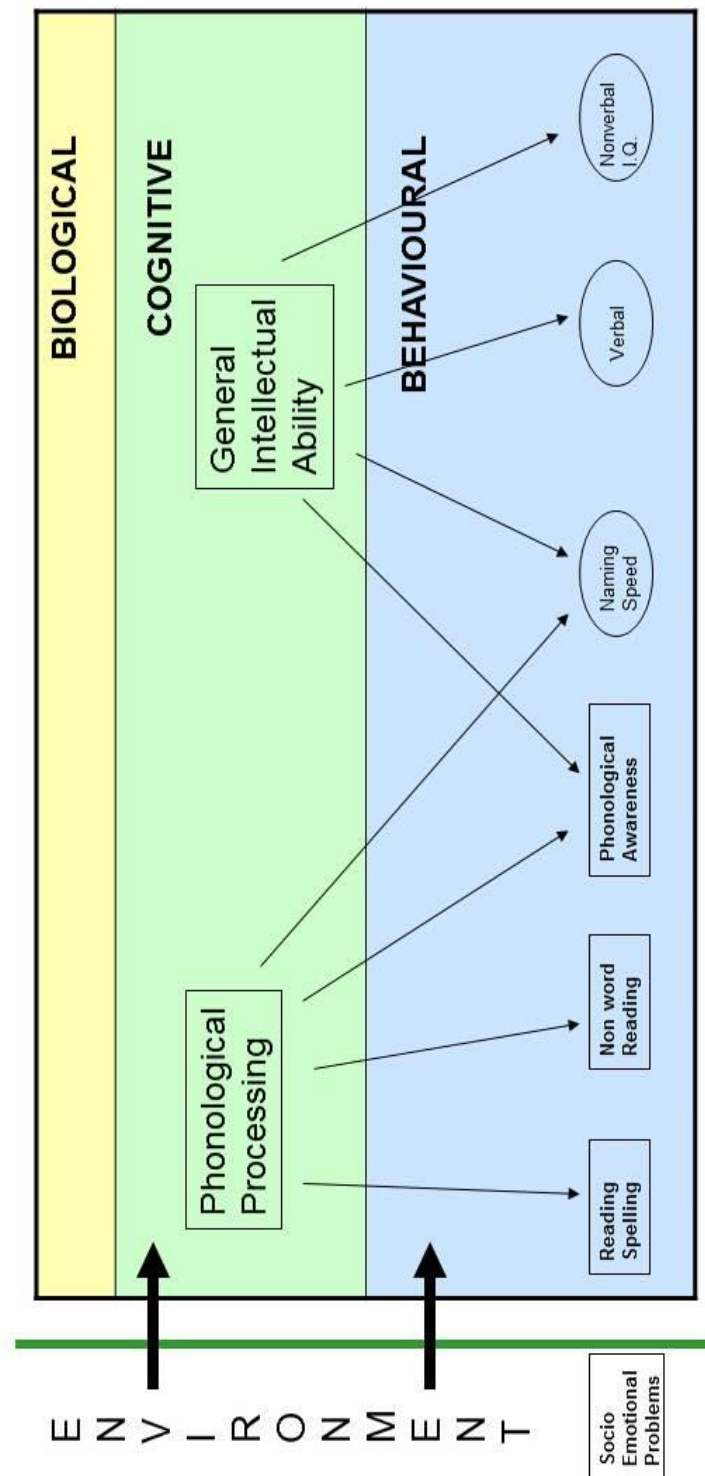 E
N
V
I
R
O
N
M
E
N
T
BIOLOGICAL
COGNITIVE
Phonological
Processing
General
Intellectual
Ability
BEHAVIOURAL
Socio
Emotional
Problems
Reading
Spelling
Non word
Reading
Phonological
Awareness
Naming
Speed
Verbal
Nonverbal
I.Q.